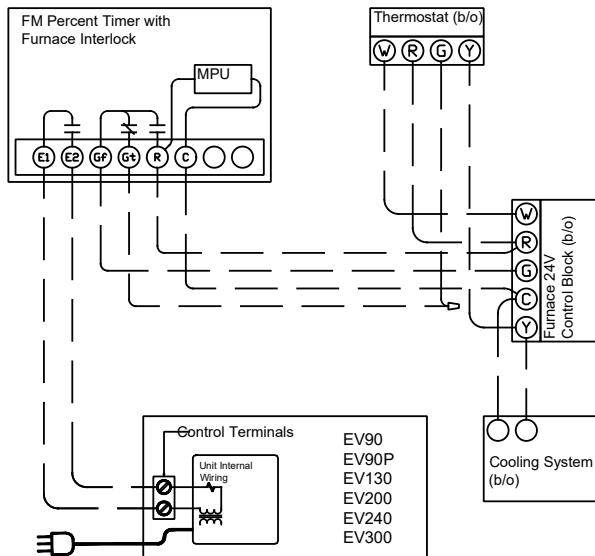 FM Percent Timer with
Furnace Interlock
MPU
E1 E2 Gf Gt R C
Thermostat (b/o)
W R G Y
W
R
G
C
Y
Furnace 24V
Control Block (b/o)
Cooling System
(b/o)
Control Terminals
Unit Internal
Wiring
EV90
EV90P
EV130
EV200
EV240
EV300